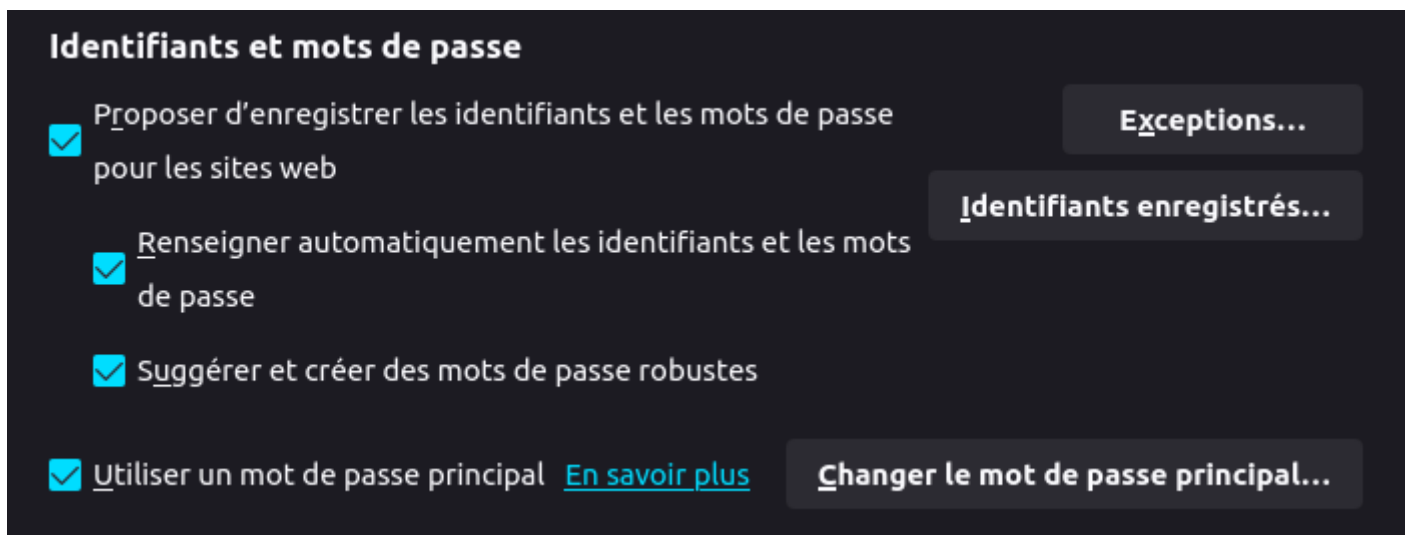 Identifiants et mots de passe
Proposer d’enregistrer les identifiants et les mots de passe
pour les sites web
Exceptions…
Identifiants enregistrés…
Renseigner automatiquement les identifiants et les mots
de passe
Suggérer et créer des mots de passe robustes
Utiliser un mot de passe principal En savoir plus
Changer le mot de passe principal…